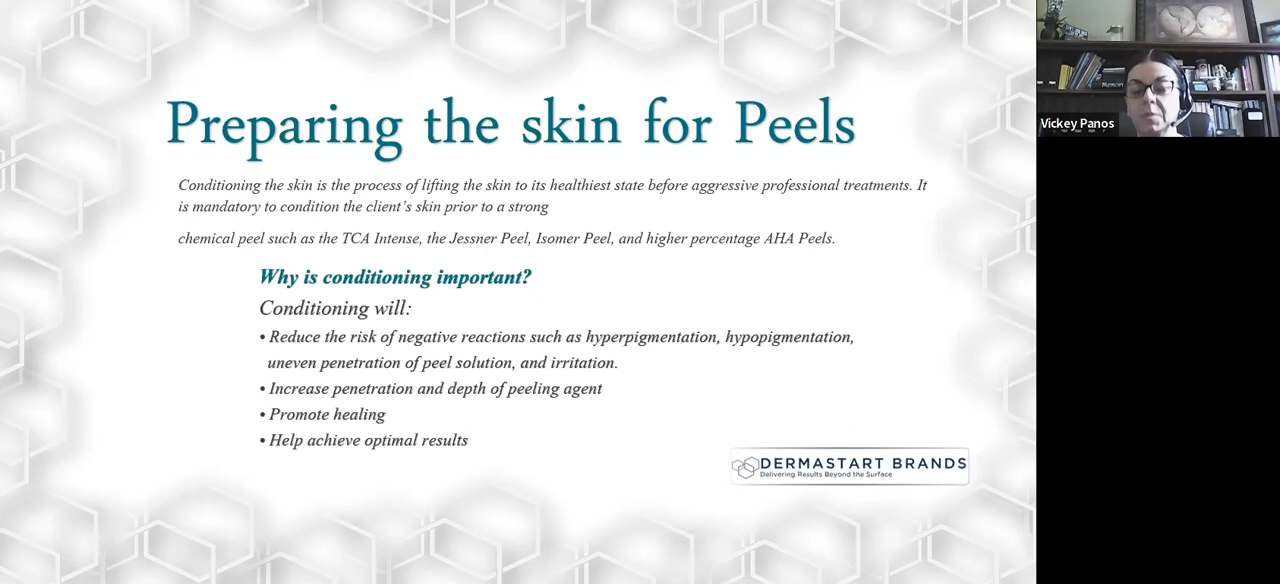 Preparing the skin for Peels
Conditioning the skin is the process of lifting the skin to its healthiest state before aggressive professional treatments. It
is mandatory to condition the client's skin prior to a strong
chemical peel such as the TCA Intense, the Jessner Peel, Isomer Peel, and higher percentage AHA Peels.
Why is conditioning important?
Conditioning will:
• Reduce the risk of negative reactions such as hyperpigmentation, hypopigmentation,
uneven penetration of peel solution, and irritation.
• Increase penetration and depth of peeling agent
• Promote healing
• Help achieve optimal results
DERMASTART BRANDS
Delivering Results Beyond the Surface
Vickey Panos